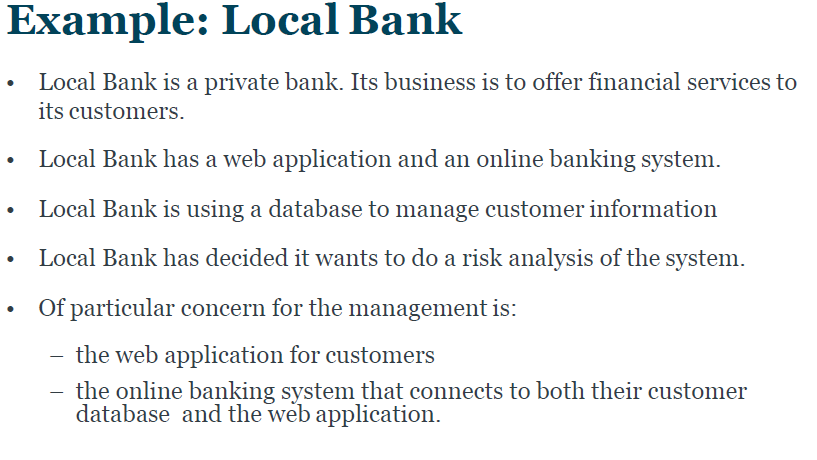 Example: Local Bank
• Local Bank is a private bank. Its business is to offer financial services to
its customers.
• Local Bank has a web application and an online banking system.
• Local Bank is using a database to manage customer information
• Local Bank has decided it wants to do a risk analysis of the system.
• Of particular concern for the management is:
– the web application for customers
– the online banking system that connects to both their customer
database and the web application.